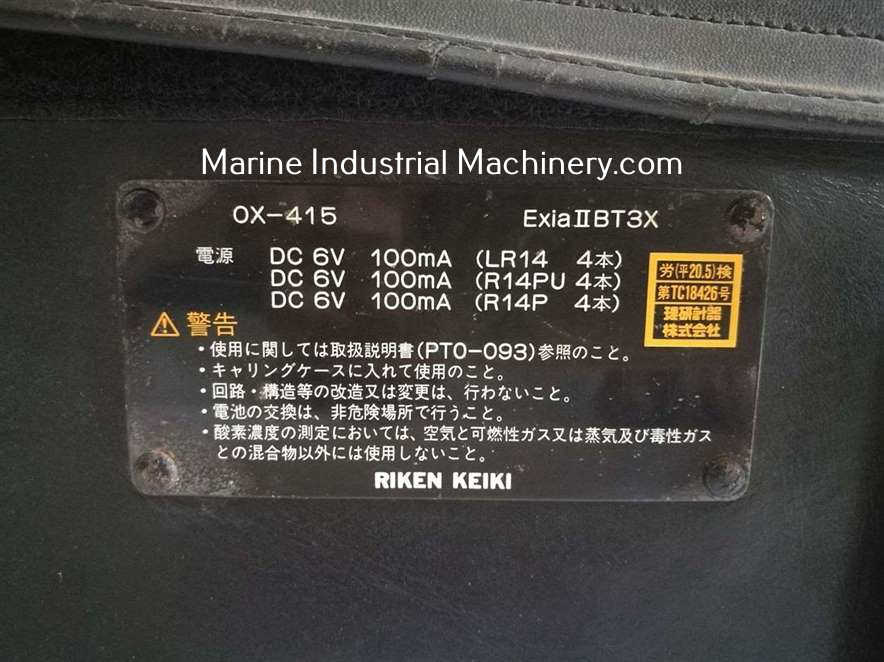 Marine Industrial Machinery.com
OX-415 ExiaⅡBT3X
電源 DC 6V 100mA (LR14 4本)
DC 6V 100mA (R14PU 4本)
DC 6V 100mA (R14P 4本)
労(平20.5)検
第TC18426号
理研計器
株式会社
⚠ 警告
・使用に関しては取扱説明書(PT0-093)参照のこと。
・キャリングケースに入れて使用のこと。
・回路・構造等の改造又は変更は、行わないこと。
・電池の交換は、非危険場所で行うこと。
・酸素濃度の測定においては、空気と可燃性ガス又は蒸気及び毒性ガス
との混合物以外には使用しないこと。
RIKEN KEIKI